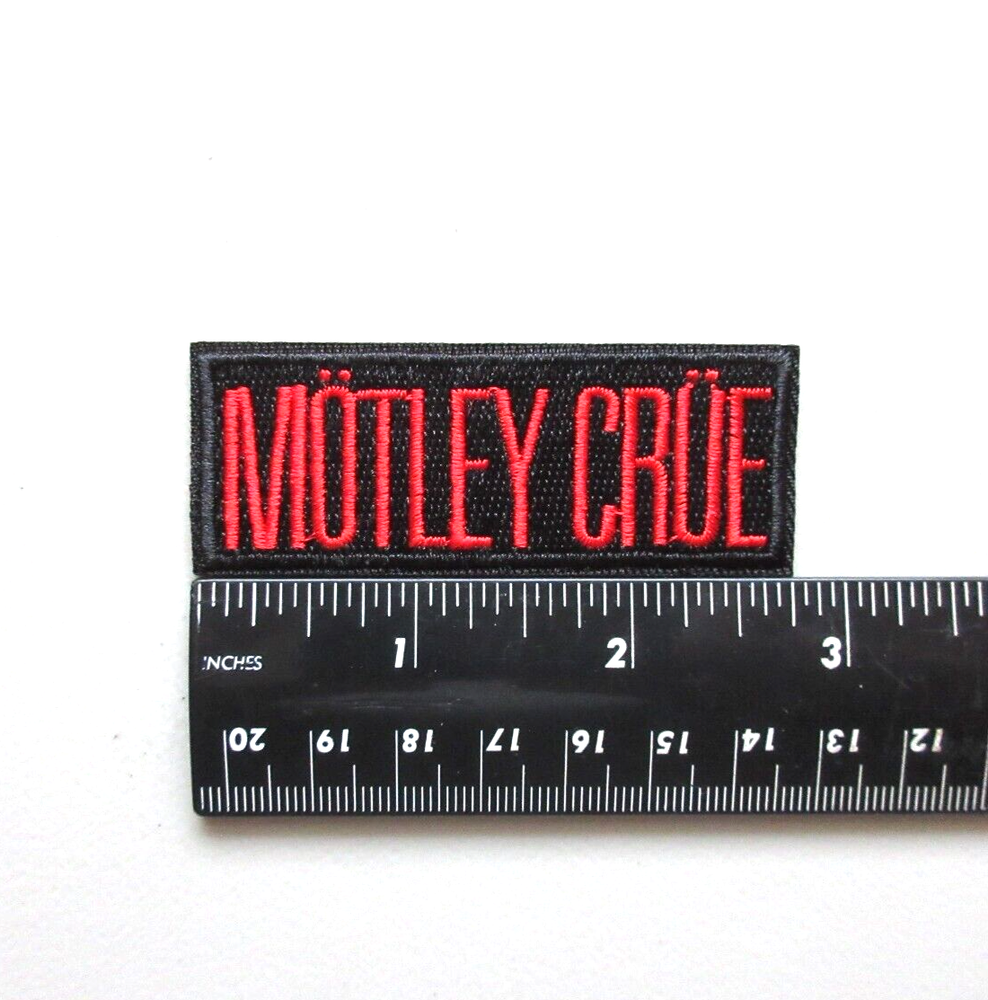 MÖTLEY CRÜE
1 2 3
INCHES
20 19 18 17 16 15 14 13 12